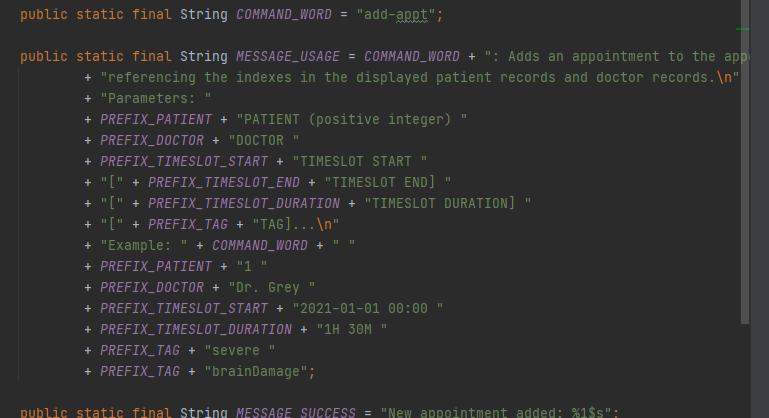 public static final String COMMAND_WORD = "add-appt";
public static final String MESSAGE_USAGE = COMMAND_WORD + ": Adds an appointment to the
+ "referencing the indexes in the displayed patient records and doctor records.\n"
+ "Parameters: "
+ PREFIX_PATIENT + "PATIENT (positive integer) "
+ PREFIX_DOCTOR + "DOCTOR "
+ PREFIX_TIMESLOT_START + "TIMESLOT START "
+ "[" + PREFIX_TIMESLOT_END + "TIMESLOT END] "
+ "[" + PREFIX_TIMESLOT_DURATION + "TIMESLOT DURATION] "
+ "[" + PREFIX_TAG + "TAG]...\n"
+ "Example: " + COMMAND_WORD + " "
+ PREFIX_PATIENT + "1 "
+ PREFIX_DOCTOR + "Dr. Grey "
+ PREFIX_TIMESLOT_START + "2021-01-01 00:00 "
+ PREFIX_TIMESLOT_DURATION + "1H 30M "
+ PREFIX_TAG + "severe "
+ PREFIX_TAG + "brainDamage";
public static final String MESSAGE_SUCCESS = "New appointment added: %1$s";